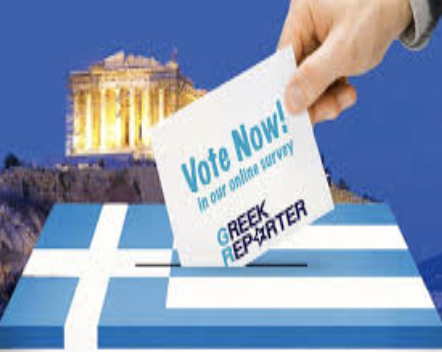 Vote Now!
in our online survey
GREEK
REPORTER